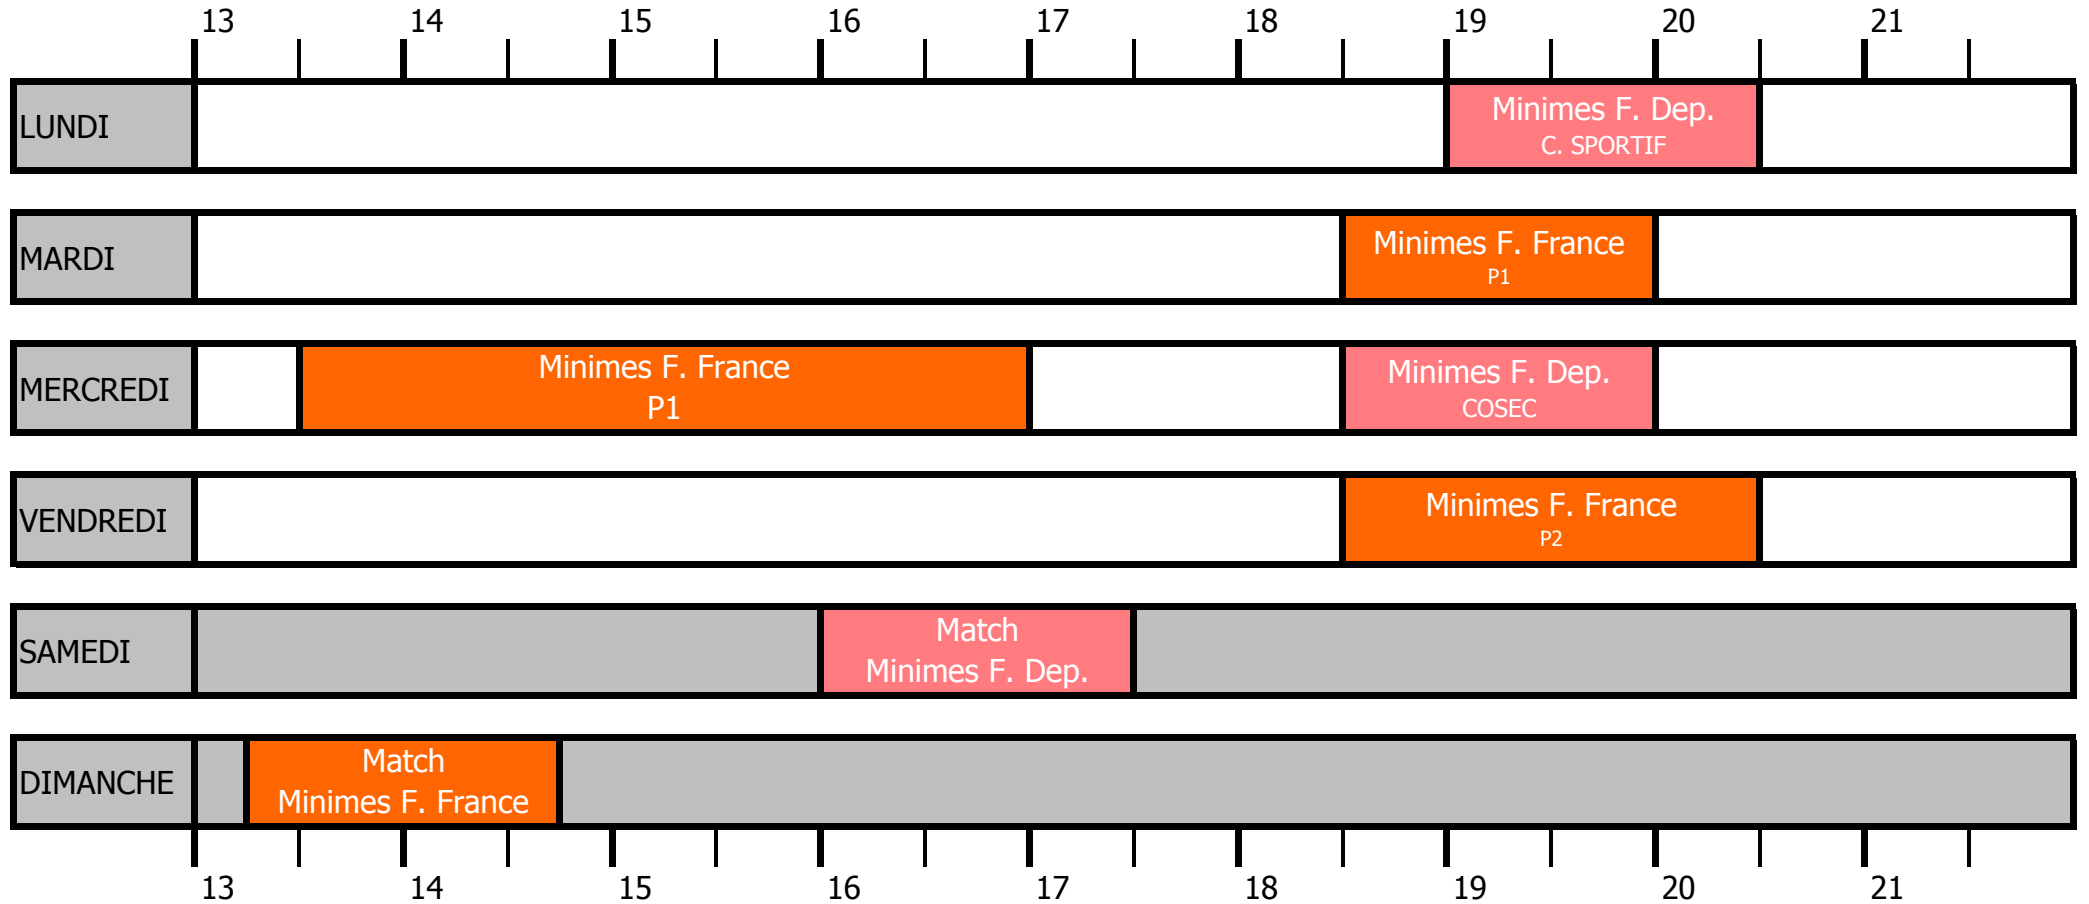 13 14 15 16 17 18 19 20 21
LUNDI
Minimes F. Dep.
C. SPORTIF
MARDI
Minimes F. France
P1
MERCREDI
Minimes F. France
P1
Minimes F. Dep.
COSEC
VENDREDI
Minimes F. France
P2
SAMEDI
Match
Minimes F. Dep.
DIMANCHE
Match
Minimes F. France
13 14 15 16 17 18 19 20 21